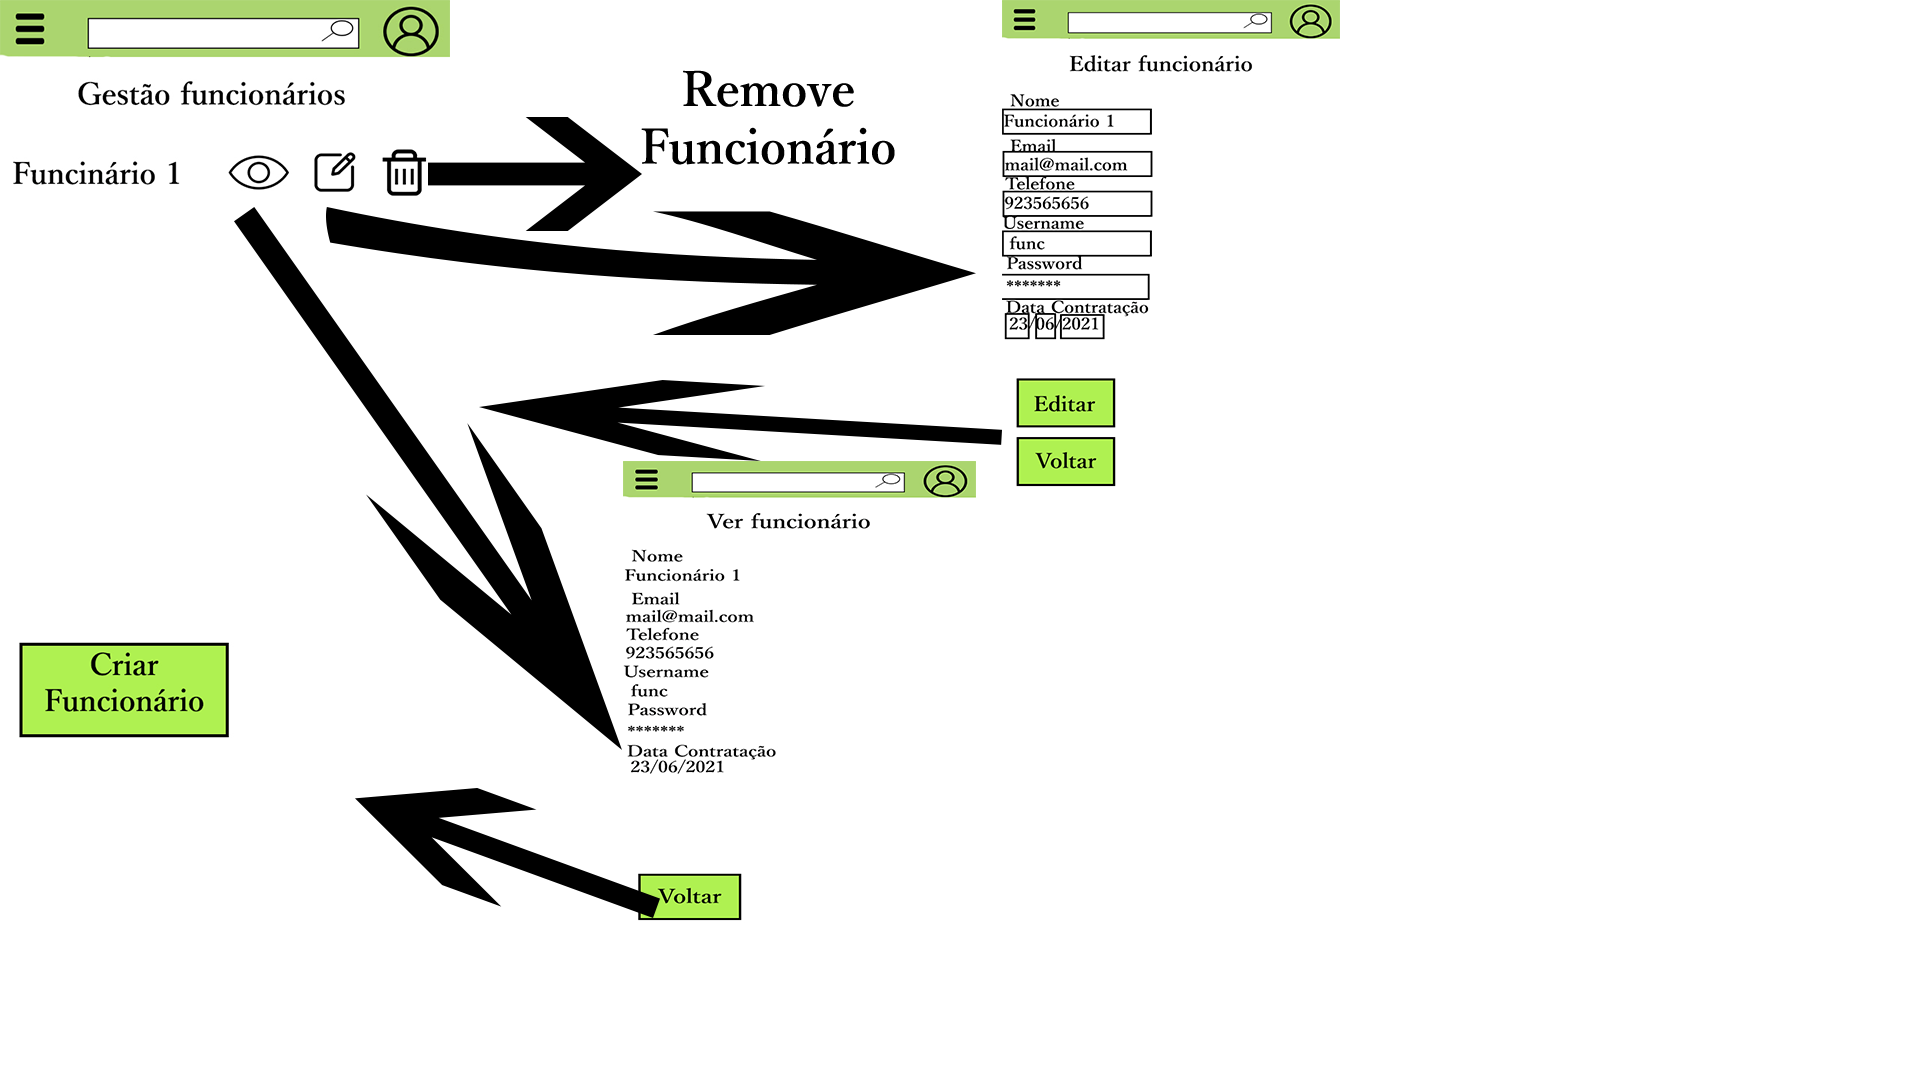 Gestão funcionários
Funcinário 1
Criar
Funcionário
Remove
Funcionário
Editar funcionário
Nome
Funcionário 1
Email
mail@mail.com
Telefone
923565656
Username
func
Password
*******
Data Contratação
23/06/2021
Editar
Voltar
Ver funcionário
Nome
Funcionário 1
Email
mail@mail.com
Telefone
923565656
Username
func
Password
*******
Data Contratação
23/06/2021
Voltar